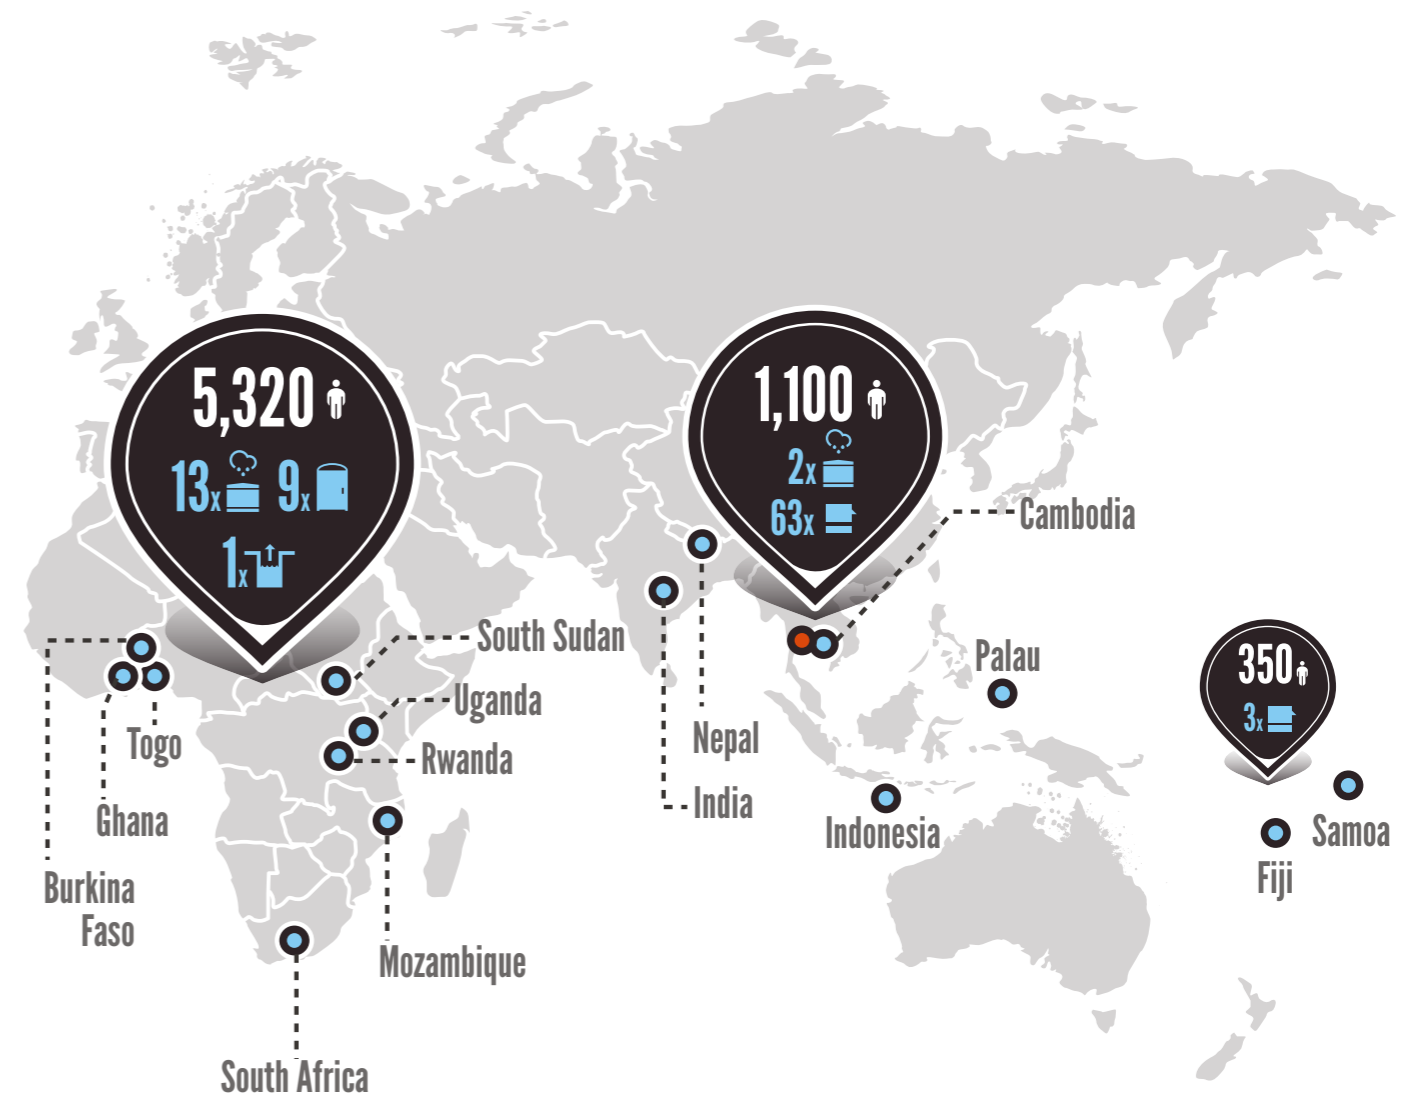 5,320
13x 9x
1x
1,100
2x
63x
Cambodia
South Sudan
Palau
350
3x
Uganda
Togo
Rwanda
Nepal
India
Ghana
Indonesia
Samoa
Fiji
Burkina
Faso
Mozambique
South Africa